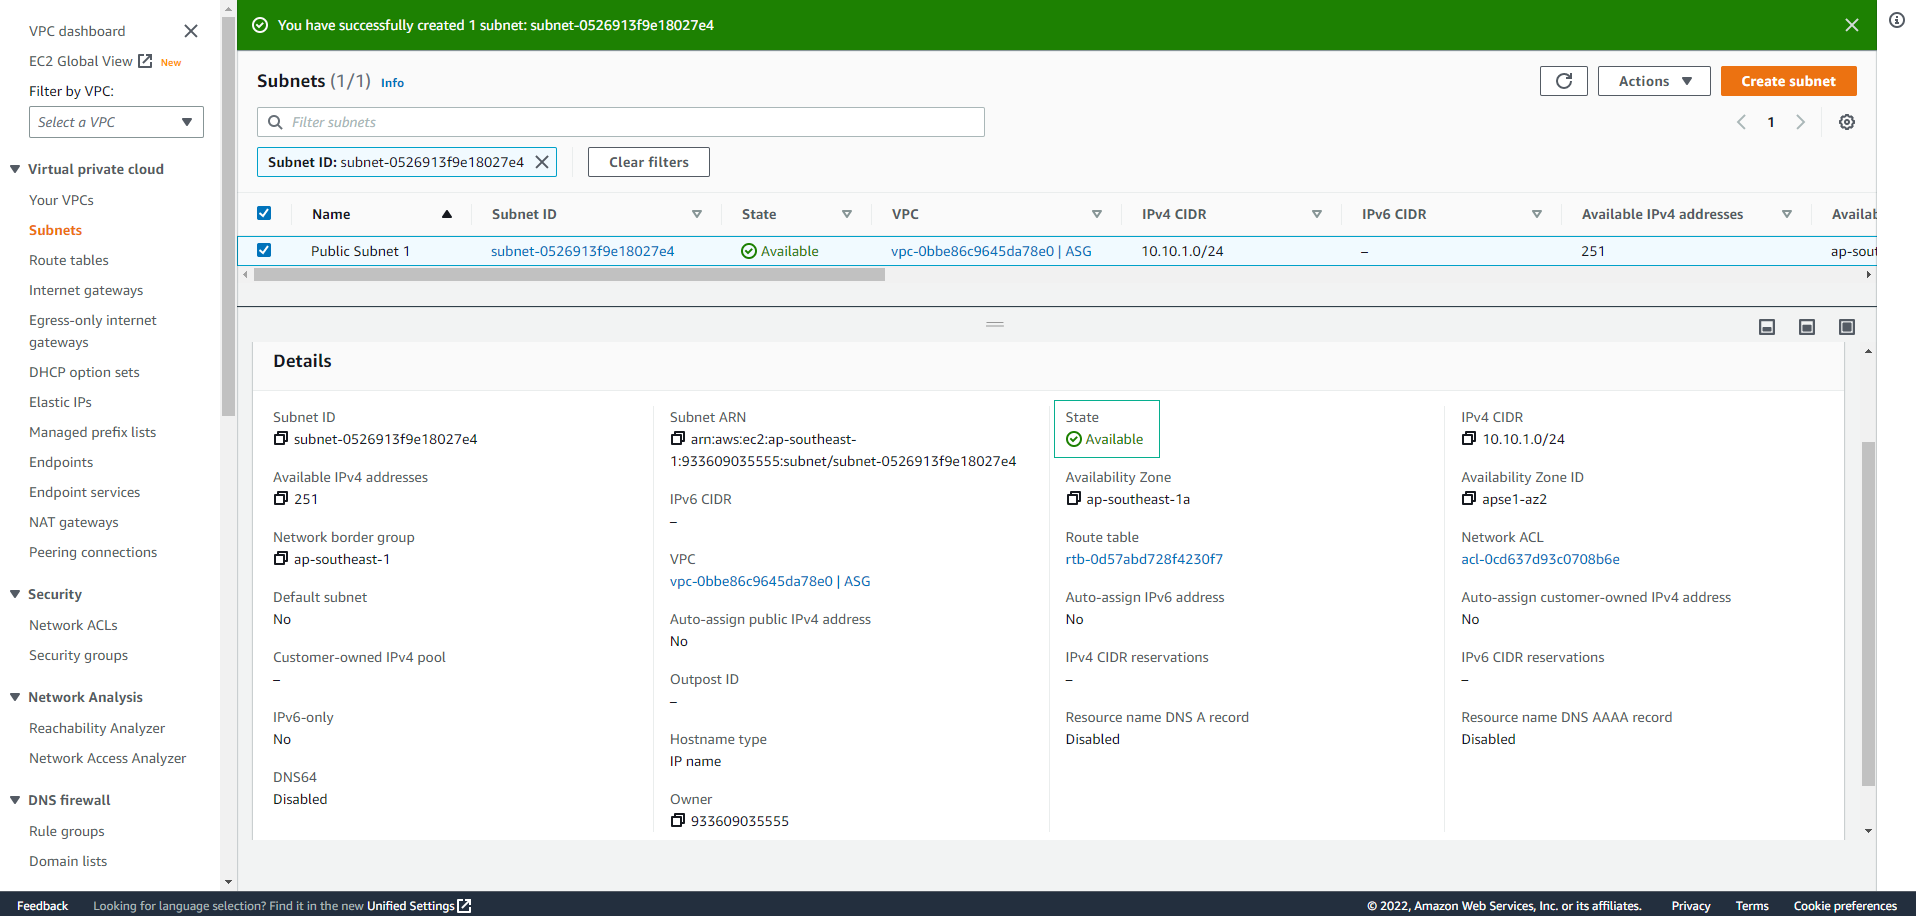 You have successfully created 1 subnet: subnet-0526913f9e18027e4
VPC dashboard
EC2 Global View New
Filter by VPC:
Select a VPC
Virtual private cloud
Your VPCs
Subnets
Route tables
Internet gateways
Egress-only internet
gateways
DHCP option sets
Elastic IPs
Managed prefix lists
Endpoints
Endpoint services
NAT gateways
Peering connections
Security
Network ACLs
Security groups
Network Analysis
Reachability Analyzer
Network Access Analyzer
DNS firewall
Rule groups
Domain lists
Subnets (1/1) Info
Actions
Create subnet
Filter subnets
1
Subnet ID: subnet-0526913f9e18027e4
Clear filters
Name Subnet ID State VPC IPv4 CIDR IPv6 CIDR Available IPv4 addresses Availab
Public Subnet 1 subnet-0526913f9e18027e4 Available vpc-0bbe86c9645da78e0 | ASG 10.10.1.0/24 – 251 ap-sout
Details
Subnet ID
subnet-0526913f9e18027e4
Available IPv4 addresses
251
Network border group
ap-southeast-1
Default subnet
No
Customer-owned IPv4 pool
–
IPv6-only
No
DNS64
Disabled
Subnet ARN
arn:aws:ec2:ap-southeast-
1:933609035555:subnet/subnet-0526913f9e18027e4
IPv6 CIDR
–
VPC
vpc-0bbe86c9645da78e0 | ASG
Auto-assign public IPv4 address
No
Outpost ID
–
Hostname type
IP name
Owner
933609035555
State
Available
Availability Zone
ap-southeast-1a
Route table
rtb-0d57abd728f4230f7
Auto-assign IPv6 address
No
IPv4 CIDR reservations
–
Resource name DNS A record
Disabled
IPv4 CIDR
10.10.1.0/24
Availability Zone ID
apse1-az2
Network ACL
acl-0cd637d93c0708b6e
Auto-assign customer-owned IPv4 address
No
IPv6 CIDR reservations
–
Resource name DNS AAAA record
Disabled
Feedback
Looking for language selection? Find it in the new Unified Settings
© 2022, Amazon Web Services, Inc. or its affiliates.
Privacy
Terms
Cookie preferences